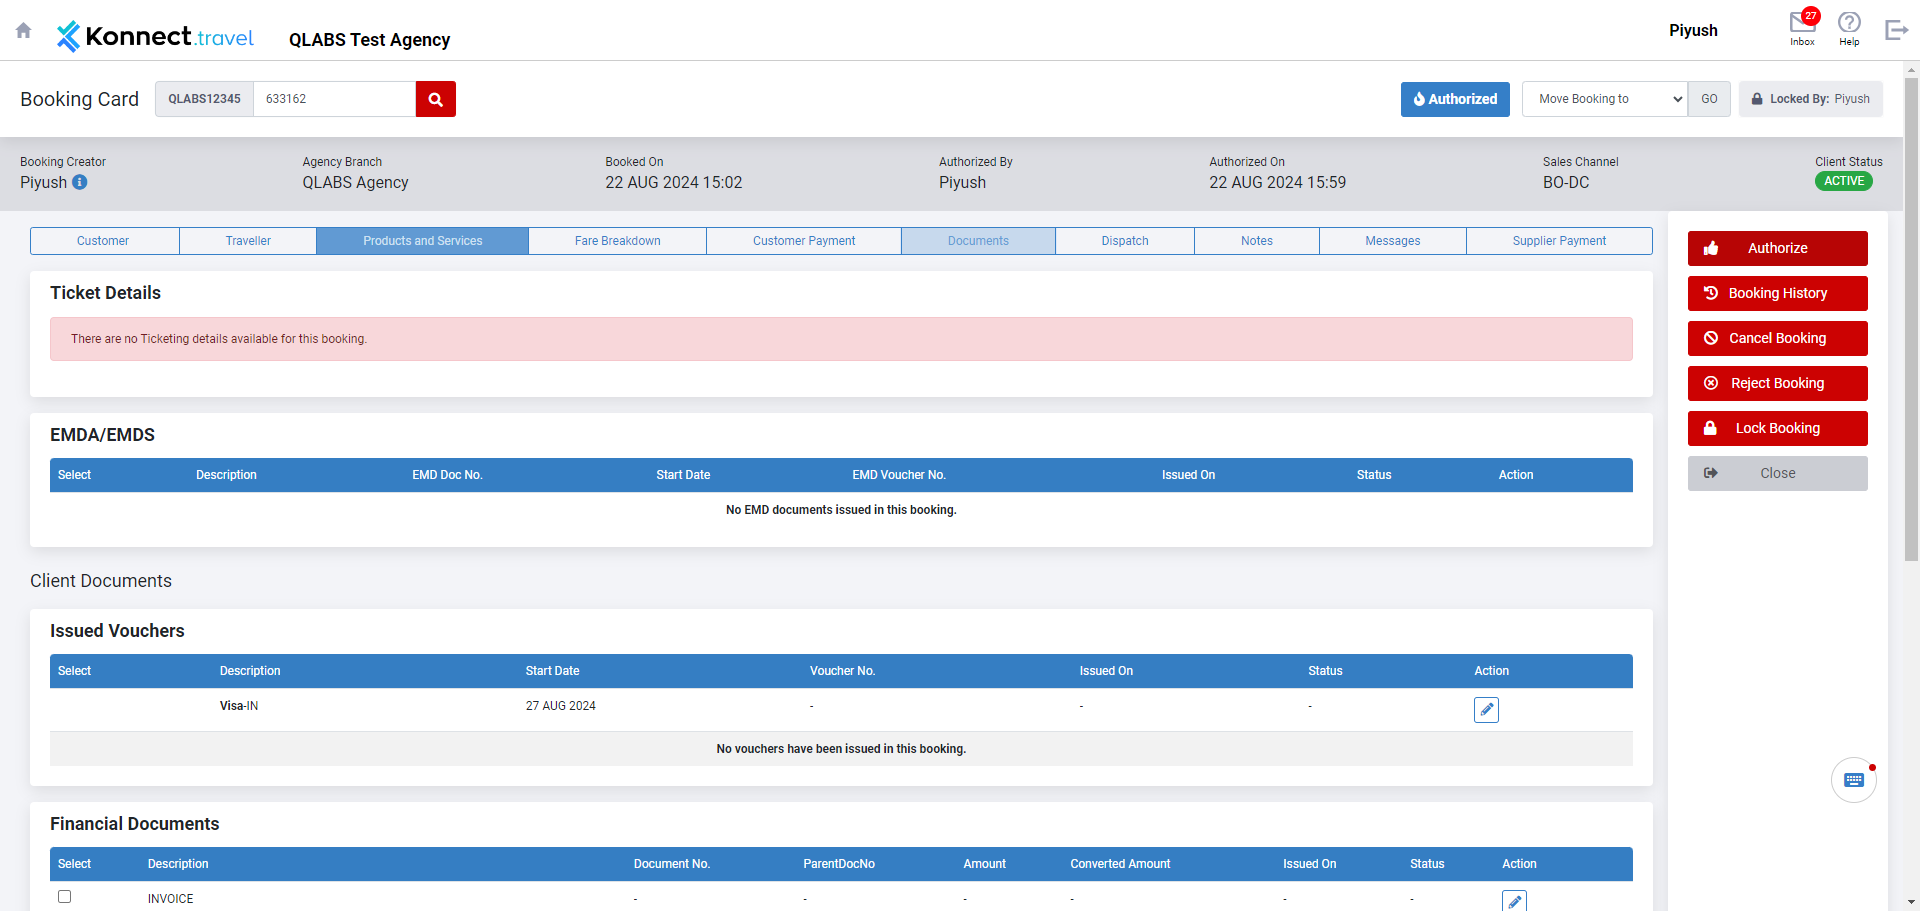 Konnect.travel QLABS Test Agency Piyush 27 Inbox Help
Booking Card QLABS12345 633162 Authorized Move Booking to GO Locked By: Piyush
Booking Creator Agency Branch Booked On Authorized By Authorized On Sales Channel Client Status
Piyush QLABS Agency 22 AUG 2024 15:02 Piyush 22 AUG 2024 15:59 BO-DC ACTIVE
Customer Traveller Products and Services Fare Breakdown Customer Payment Documents Dispatch Notes Messages Supplier Payment
Authorize
Booking History
Cancel Booking
Reject Booking
Lock Booking
Close
Ticket Details
There are no Ticketing details available for this booking.
EMDA/EMDS
Select Description EMD Doc No. Start Date EMD Voucher No. Issued On Status Action
No EMD documents issued in this booking.
Client Documents
Issued Vouchers
Select Description Start Date Voucher No. Issued On Status Action
Visa-IN 27 AUG 2024 - - -
No vouchers have been issued in this booking.
Financial Documents
Select Description Document No. ParentDocNo Amount Converted Amount Issued On Status Action
INVOICE - - - - - -